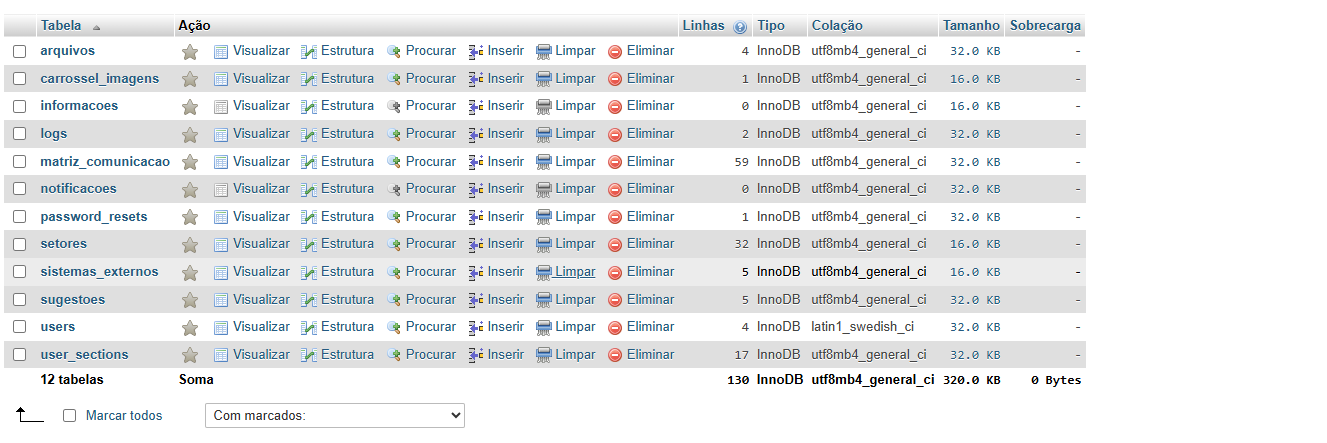 Tabela Ação Linhas Tipo Colação Tamanho Sobrecarga
arquivos Visualizar Estrutura Procurar Inserir Limpar Eliminar 4 InnoDB utf8mb4_general_ci 32.0 KB -
carrossel_imagens Visualizar Estrutura Procurar Inserir Limpar Eliminar 1 InnoDB utf8mb4_general_ci 16.0 KB -
informacoes Visualizar Estrutura Procurar Inserir Limpar Eliminar 0 InnoDB utf8mb4_general_ci 16.0 KB -
logs Visualizar Estrutura Procurar Inserir Limpar Eliminar 2 InnoDB utf8mb4_general_ci 32.0 KB -
matriz_comunicacao Visualizar Estrutura Procurar Inserir Limpar Eliminar 59 InnoDB utf8mb4_general_ci 32.0 KB -
notificacoes Visualizar Estrutura Procurar Inserir Limpar Eliminar 0 InnoDB utf8mb4_general_ci 32.0 KB -
password_resets Visualizar Estrutura Procurar Inserir Limpar Eliminar 1 InnoDB utf8mb4_general_ci 32.0 KB -
setores Visualizar Estrutura Procurar Inserir Limpar Eliminar 32 InnoDB utf8mb4_general_ci 16.0 KB -
sistemas_externos Visualizar Estrutura Procurar Inserir Limpar Eliminar 5 InnoDB utf8mb4_general_ci 16.0 KB -
sugestoes Visualizar Estrutura Procurar Inserir Limpar Eliminar 5 InnoDB utf8mb4_general_ci 32.0 KB -
users Visualizar Estrutura Procurar Inserir Limpar Eliminar 4 InnoDB latin1_swedish_ci 32.0 KB -
user_sections Visualizar Estrutura Procurar Inserir Limpar Eliminar 17 InnoDB utf8mb4_general_ci 32.0 KB -
12 tabelas Soma 130 InnoDB utf8mb4_general_ci 320.0 KB 0 Bytes
Marcar todos Com marcados: